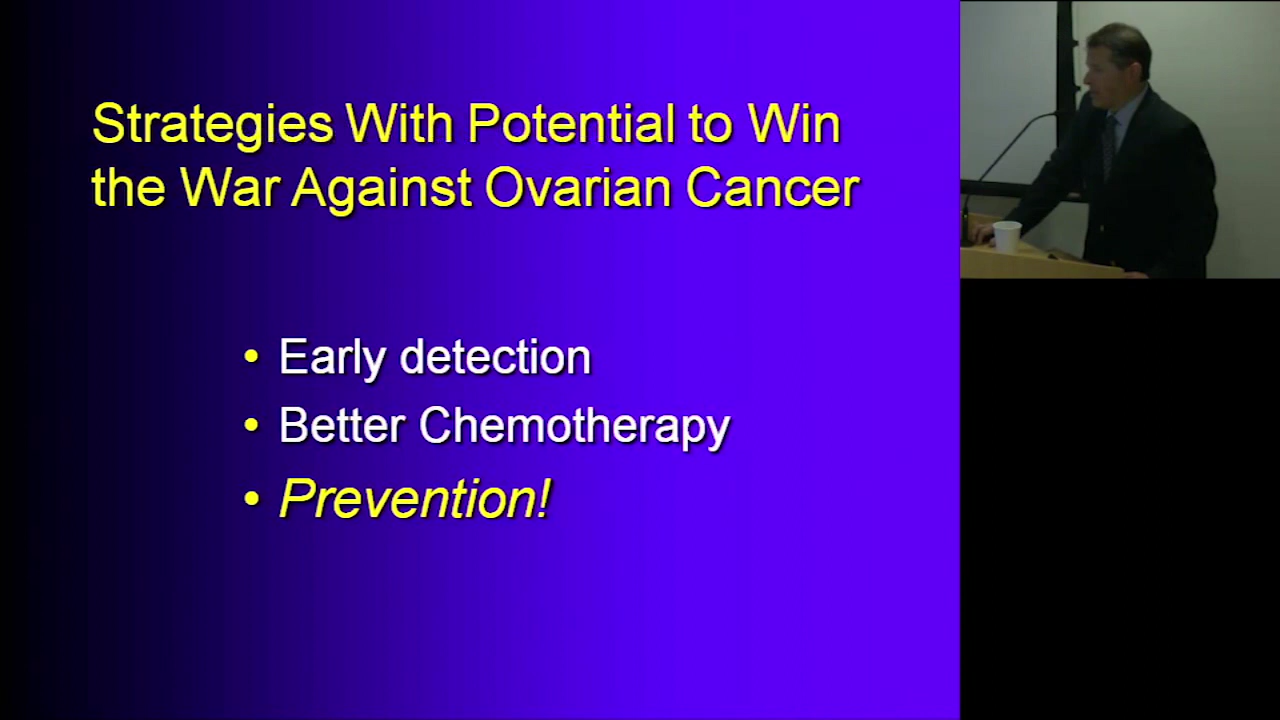 Strategies With Potential to Win
the War Against Ovarian Cancer
• Early detection
• Better Chemotherapy
• Prevention!